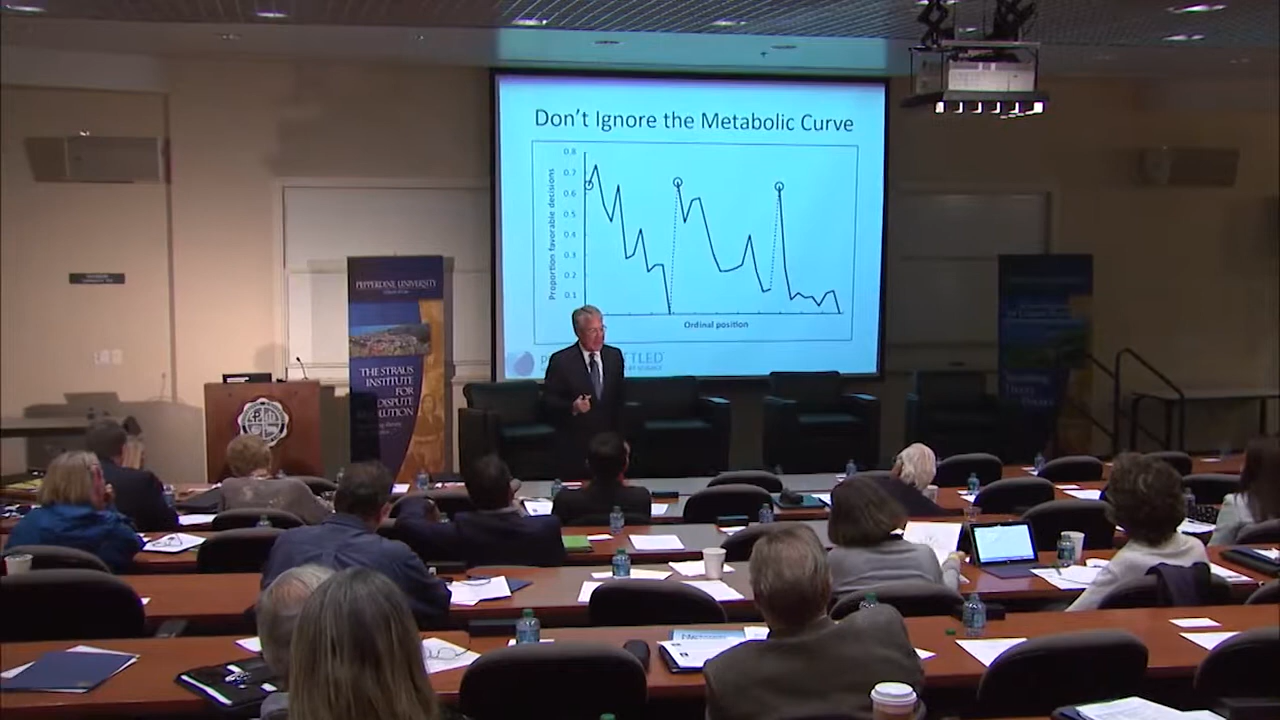 Don't Ignore the Metabolic Curve
0.8
0.7
0.6
0.5
0.4
0.3
0.2
0.1
Proportion favorable decisions
Ordinal position
PEPPERDINE UNIVERSITY
THE STRAUS
INSTITUTE
FOR
DISPUTE